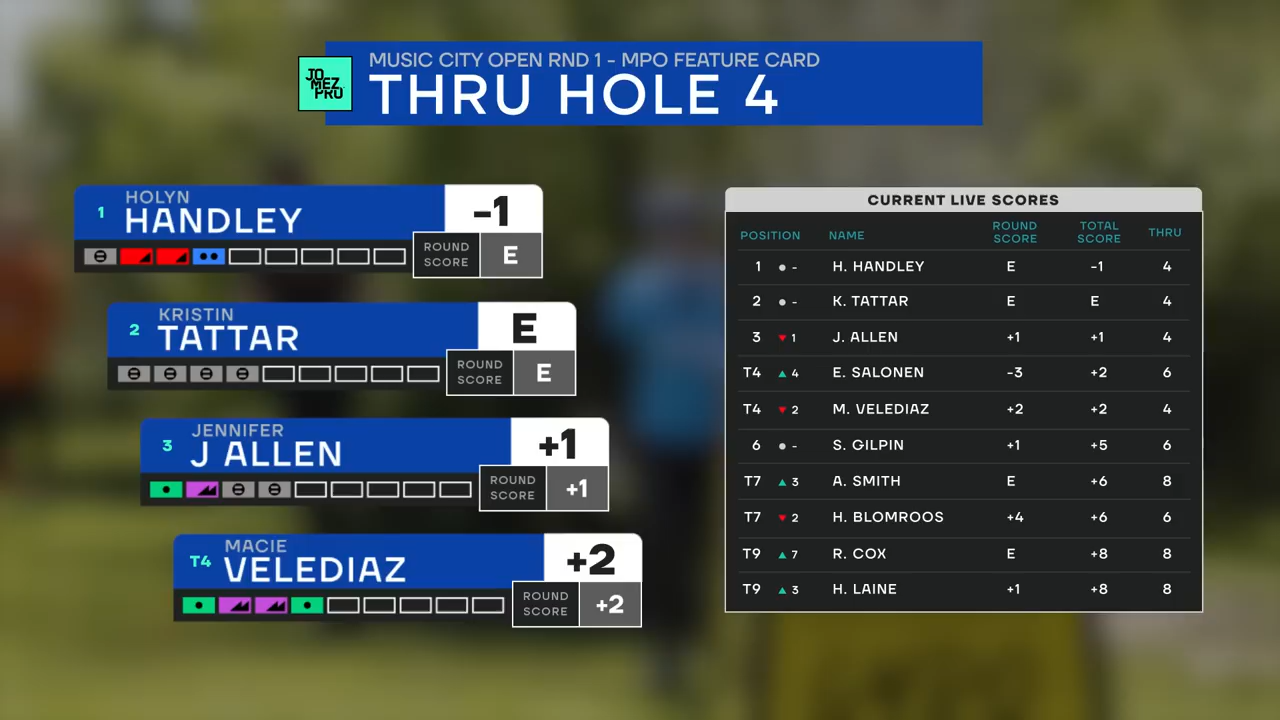 JO
MEZ
PRO
MUSIC CITY OPEN RND 1 - MPO FEATURE CARD
THRU HOLE 4
1 HOLYN
HANDLEY -1
ROUND SCORE E
2 KRISTIN
TATTAR E
ROUND SCORE E
3 JENNIFER
J ALLEN +1
ROUND SCORE +1
T4 MACIE
VELEDIAZ +2
ROUND SCORE +2
CURRENT LIVE SCORES
POSITION NAME ROUND SCORE TOTAL SCORE THRU
1 - H. HANDLEY E -1 4
2 - K. TATTAR E E 4
3 1 J. ALLEN +1 +1 4
T4 4 E. SALONEN -3 +2 6
T4 2 M. VELEDIAZ +2 +2 4
6 - S. GILPIN +1 +5 6
T7 3 A. SMITH E +6 8
T7 2 H. BLOMROOS +4 +6 6
T9 7 R. COX E +8 8
T9 3 H. LAINE +1 +8 8